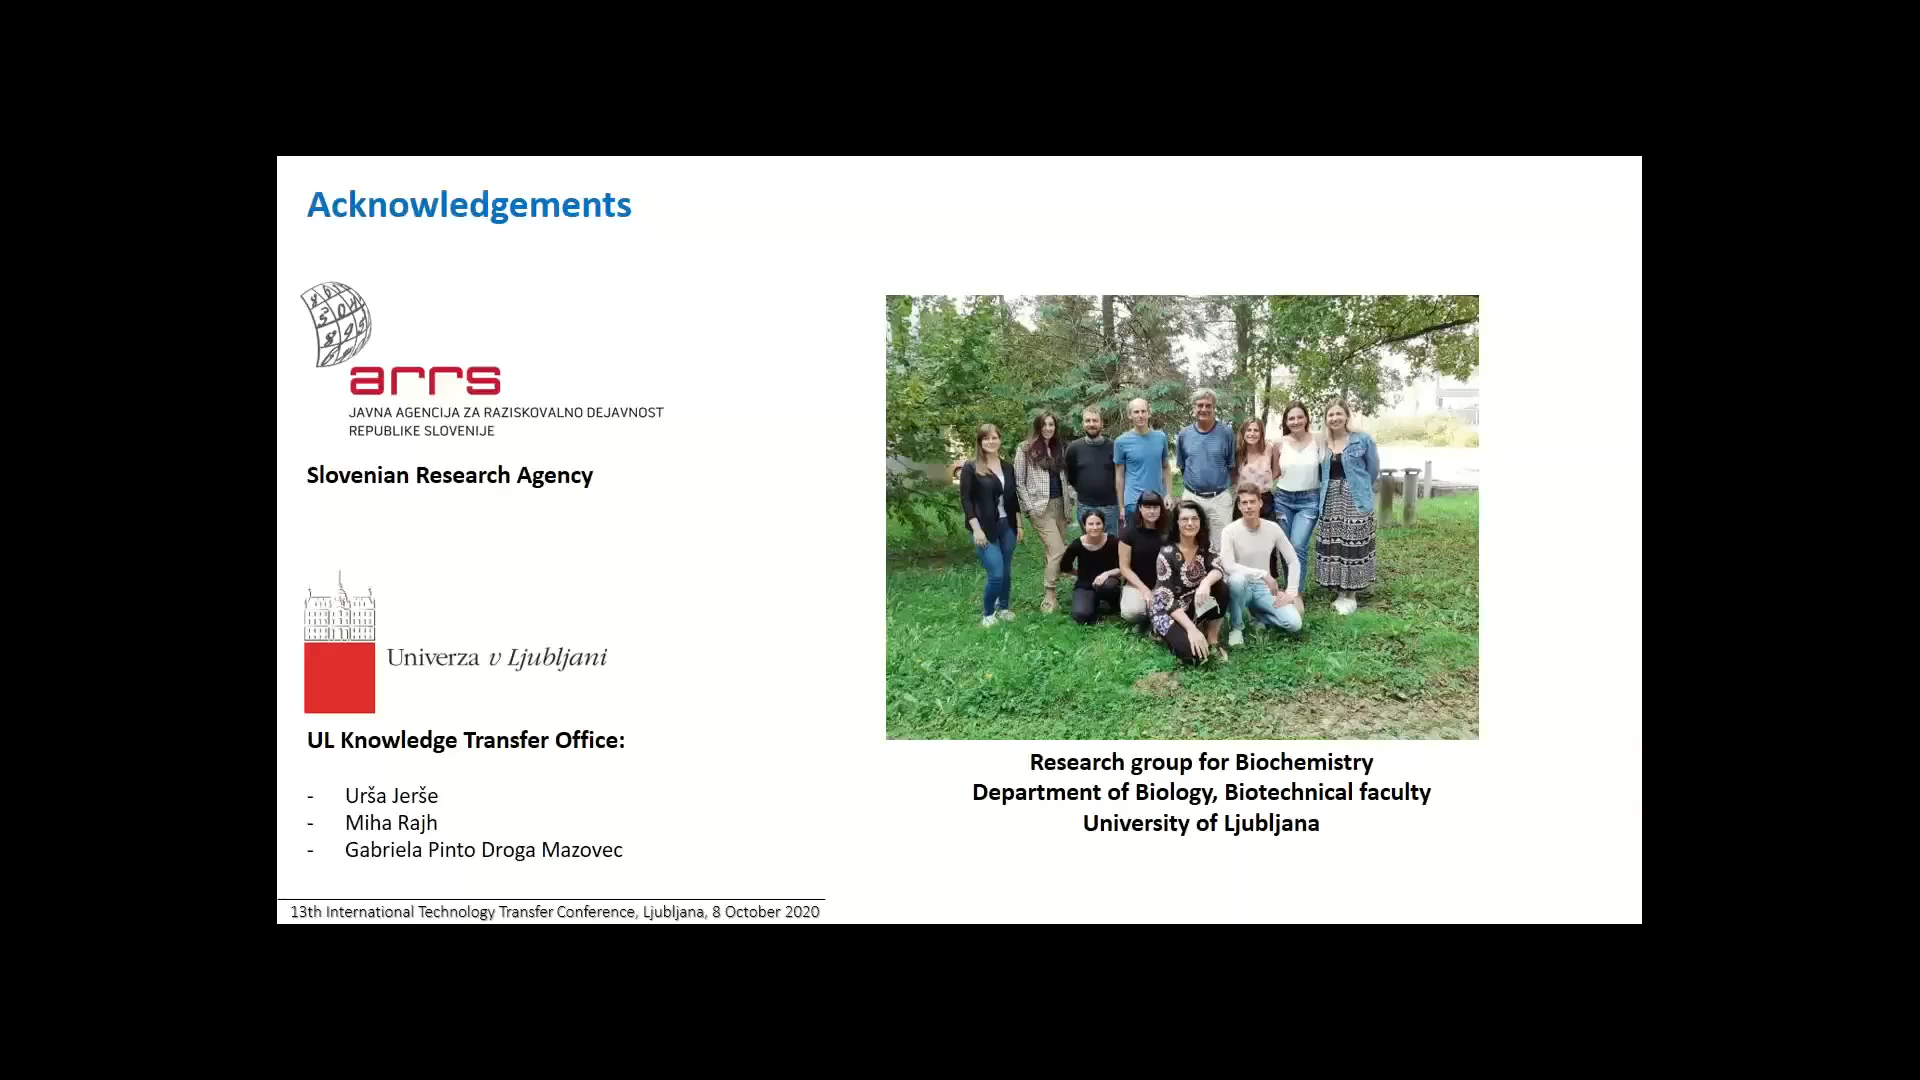 Acknowledgements
arrs
JAVNA AGENCIJA ZA RAZISKOVALNO DEJAVNOST
REPUBLIKE SLOVENIJE
Slovenian Research Agency
Univerza v Ljubljani
UL Knowledge Transfer Office:
- Urša Jerše
- Miha Rajh
- Gabriela Pinto Droga Mazovec
Research group for Biochemistry
Department of Biology, Biotechnical faculty
University of Ljubljana
13th International Technology Transfer Conference, Ljubljana, 8 October 2020